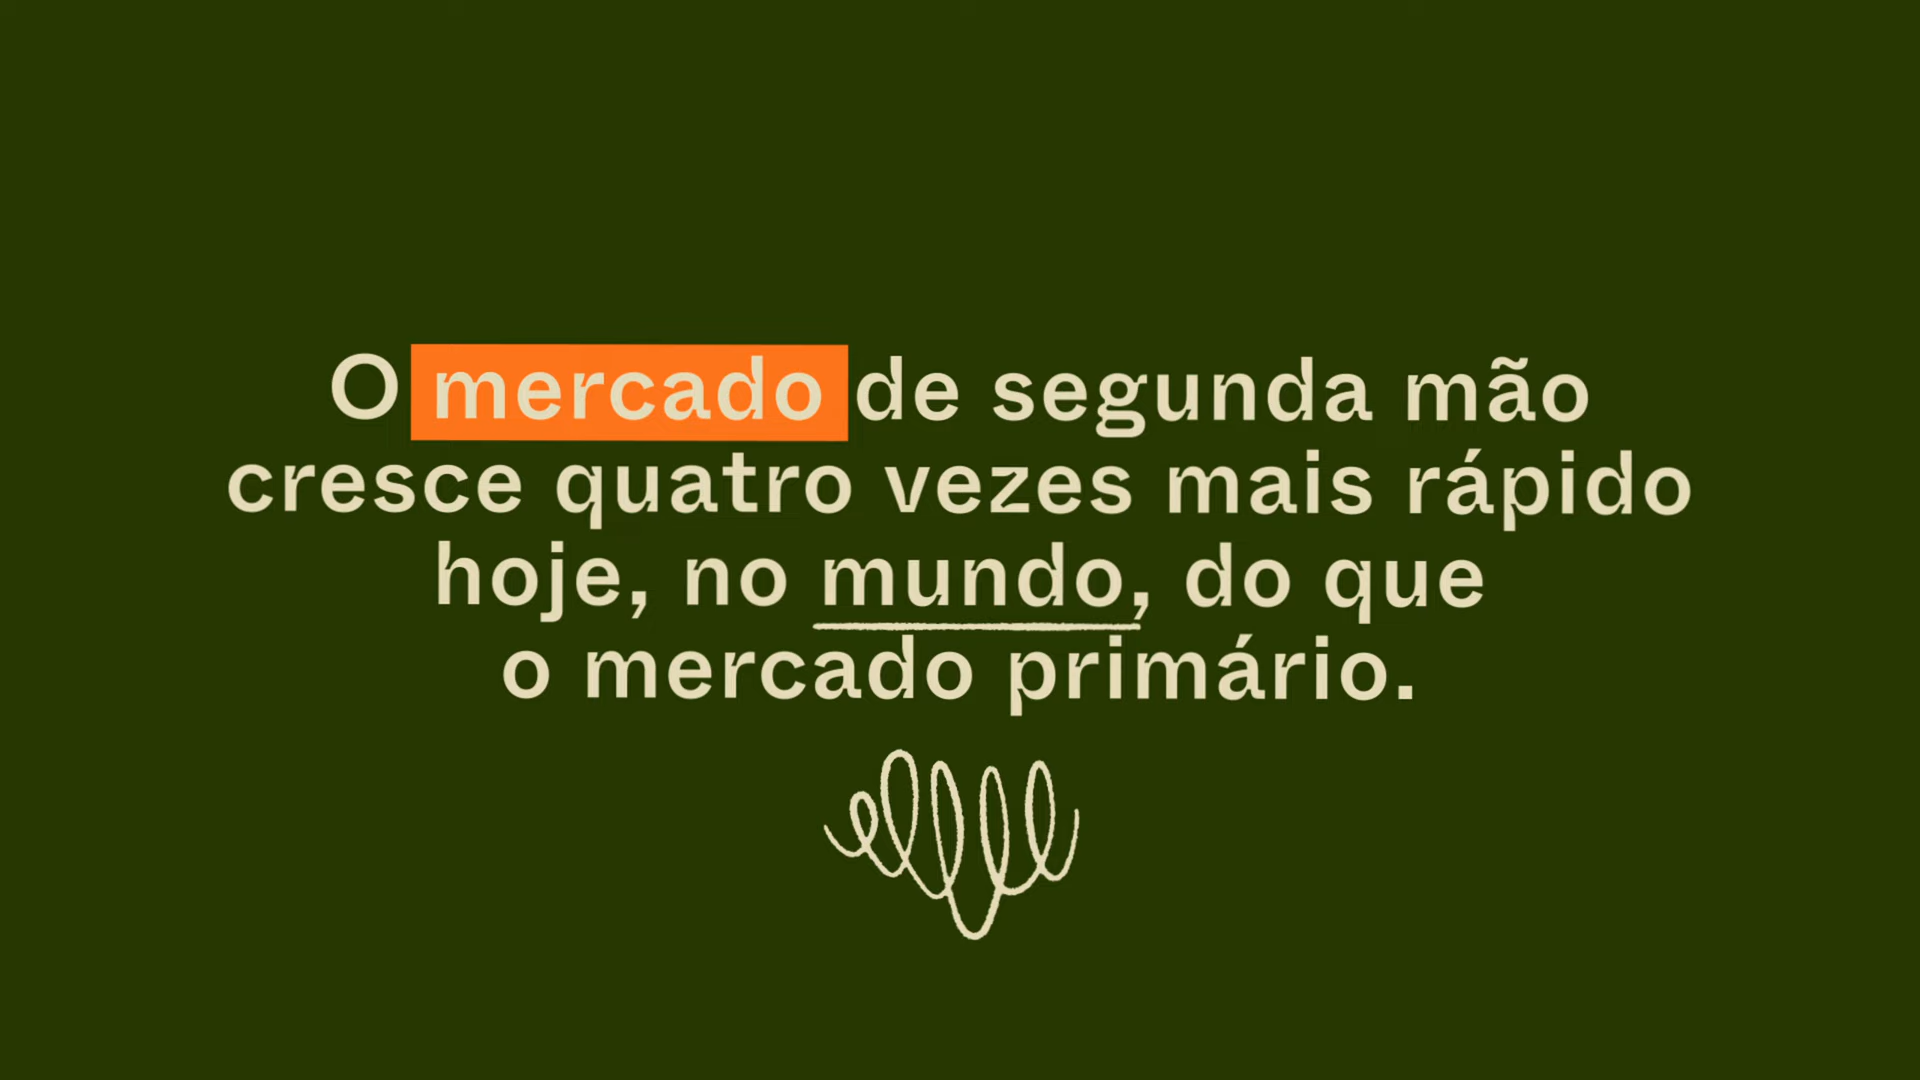 O mercado de segunda mão
cresce quatro vezes mais rápido
hoje, no mundo, do que
o mercado primário.